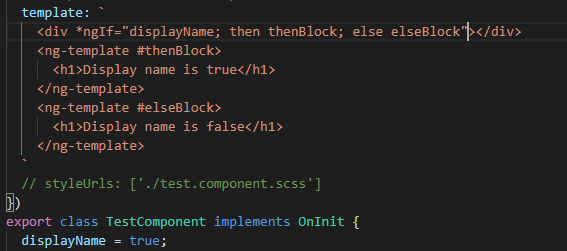 template: `
<div *ngIf="displayName; then thenBlock; else elseBlock"></div>
<ng-template #thenBlock>
<h1>Display name is true</h1>
</ng-template>
<ng-template #elseBlock>
<h1>Display name is false</h1>
</ng-template>
`
// styleUrls: ['./test.component.scss']
})
export class TestComponent implements OnInit {
displayName = true;